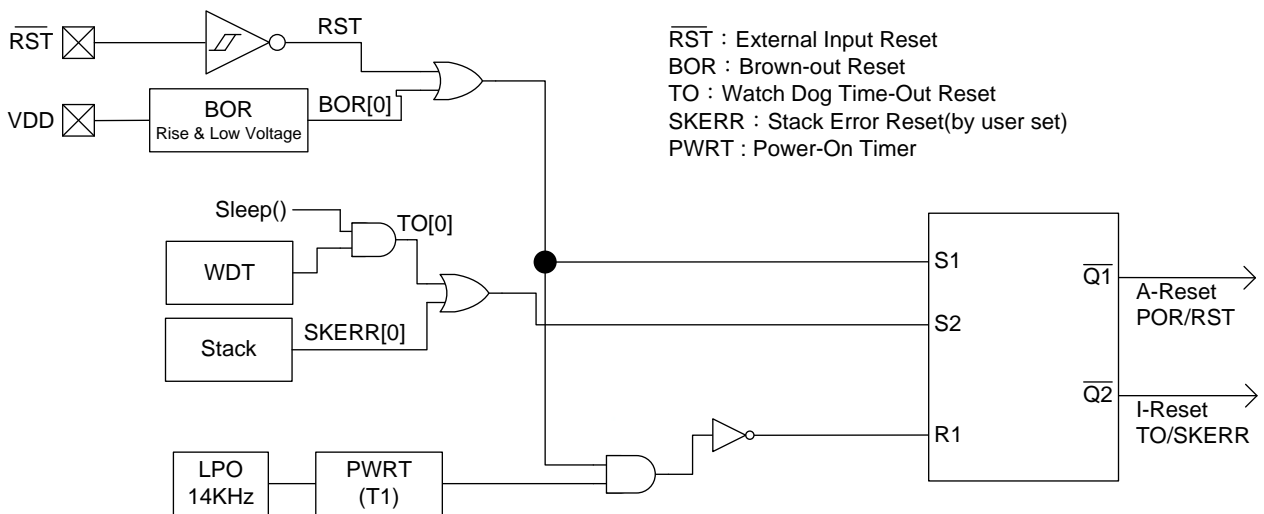 RST
RST
VDD
BOR
Rise & Low Voltage
BOR[0]
RST : External Input Reset
BOR : Brown-out Reset
TO : Watch Dog Time-Out Reset
SKERR : Stack Error Reset(by user set)
PWRT : Power-On Timer
Sleep()
TO[0]
WDT
Stack
SKERR[0]
LPO
14KHz
PWRT
(T1)
S1
S2
R1
Q1
Q2
A-Reset
POR/RST
I-Reset
TO/SKERR